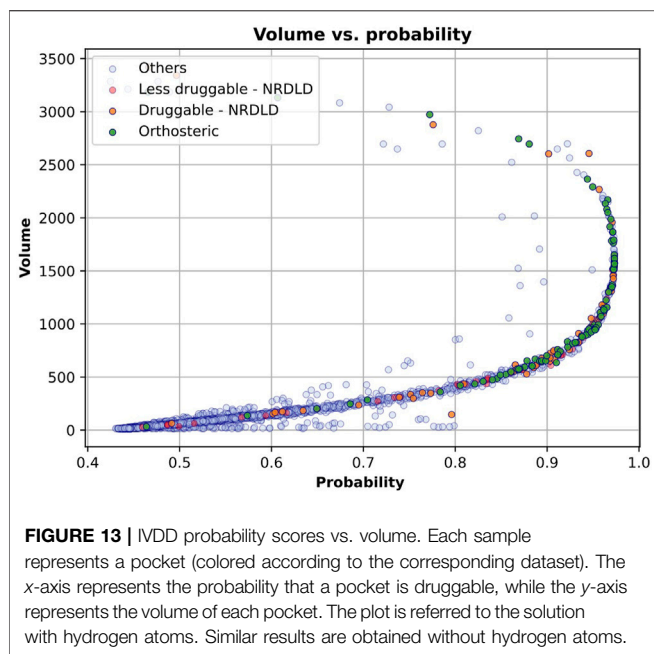 Volume vs. probability
3500
3000
2500
2000
1500
1000
500
0
Volume
Others
Less druggable - NRDLD
Druggable - NRDLD
Orthosteric
0.4 0.5 0.6 0.7 0.8 0.9 1.0
Probability
FIGURE 13 | IVDD probability scores vs. volume. Each sample
represents a pocket (colored according to the corresponding dataset). The
x-axis represents the probability that a pocket is druggable, while the y-axis
represents the volume of each pocket. The plot is referred to the solution
with hydrogen atoms. Similar results are obtained without hydrogen atoms.